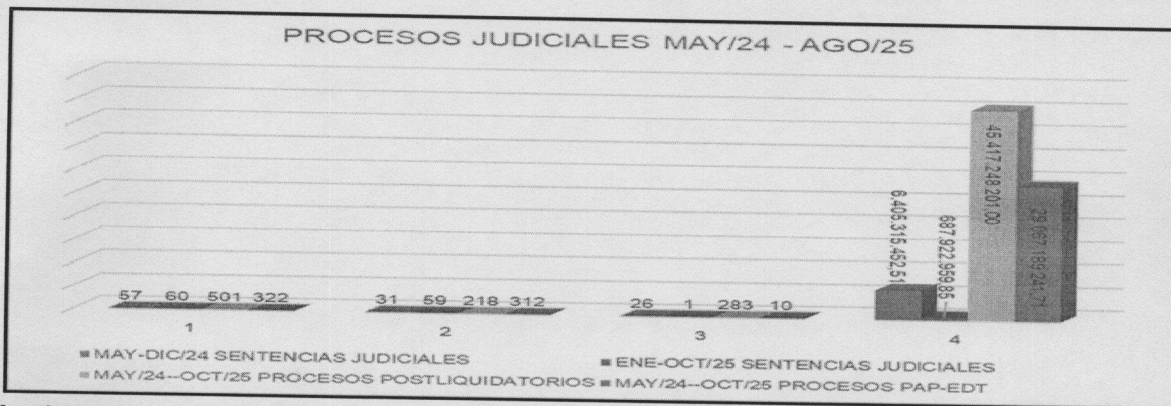 PROCESOS JUDICIALES MAY/24 - AGO/25
6.405.315.452,51
687.922.959,85
45.417.248.201,00
57 60 501 322
31 59 218 312
26 1 283 10
1 2 3 4
MAY-DIC/24 SENTENCIAS JUDICIALES
ENE-OCT/25 SENTENCIAS JUDICIALES
MAY/24--OCT/25 PROCESOS POSTLIQUIDATORIOS
MAY/24--OCT/25 PROCESOS PAP-EDT